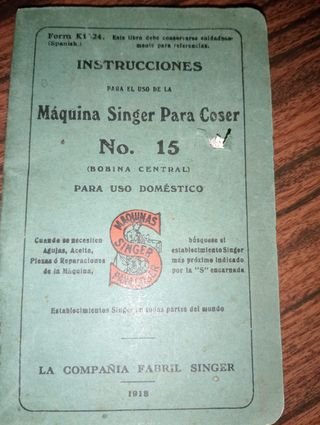 Form K1 24. Este libro debe conservarse cuidadosa-
(Spanish.) mente para referencias.
INSTRUCCIONES
PARA EL USO DE LA
Máquina Singer Para Coser
No. 15
(BOBINA CENTRAL)
PARA USO DOMÉSTICO
MAQUINAS
SINGER
PARA COSER
Cuando se necesiten
Agujas, Aceite,
Piezas ó Reparaciones
de la Máquina,
búsquese el
establecimiento Singer
más próximo indicado
por la "S" encarnada
Establecimientos Singer en todas partes del mundo
LA COMPAÑIA FABRIL SINGER
1918